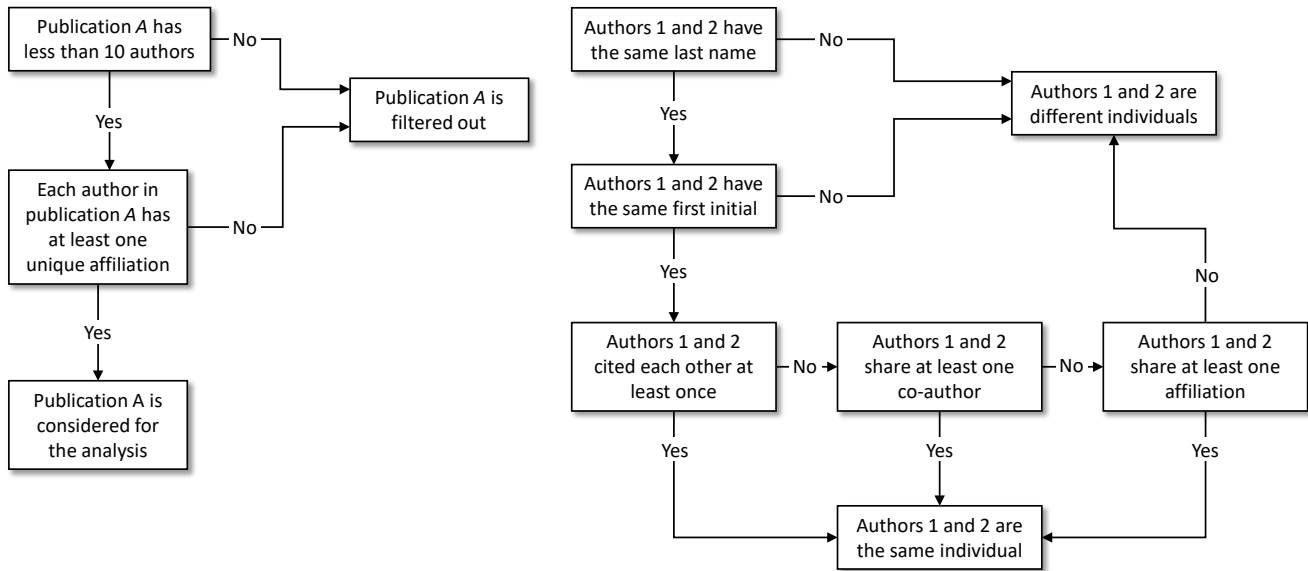 Publication A has
less than 10 authors
No
Publication A is
filtered out
Yes
Each author in
publication A has
at least one
unique affiliation
No
Yes
Publication A is
considered for
the analysis
Authors 1 and 2 have
the same last name
No
Authors 1 and 2 are
different individuals
Yes
Authors 1 and 2 have
the same first initial
No
Yes
No
Authors 1 and 2
cited each other at
least once
No
Authors 1 and 2
share at least one
co-author
No
Authors 1 and 2
share at least one
affiliation
Yes
Yes
Yes
Authors 1 and 2 are
the same individual